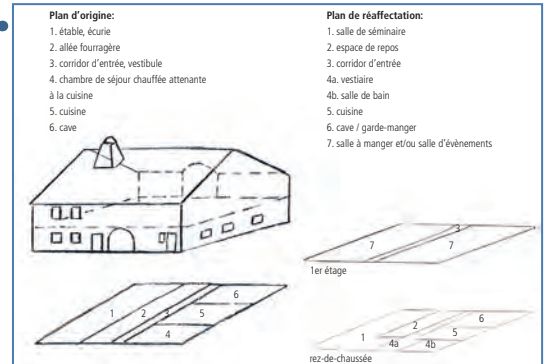 Plan d'origine:
1. étable, écurie
2. allée fourragère
3. corridor d'entrée, vestibule
4. chambre de séjour chauffée attenante
à la cuisine
5. cuisine
6. cave
Plan de réaffectation:
1. salle de séminaire
2. espace de repos
3. corridor d'entrée
4a. vestiaire
4b. salle de bain
5. cuisine
6. cave / garde-manger
7. salle à manger et/ou salle d'évènements
1 2 3 4 5 6
7 3 7
1er étage
1 2 4a 4b 5 6
rez-de-chaussée